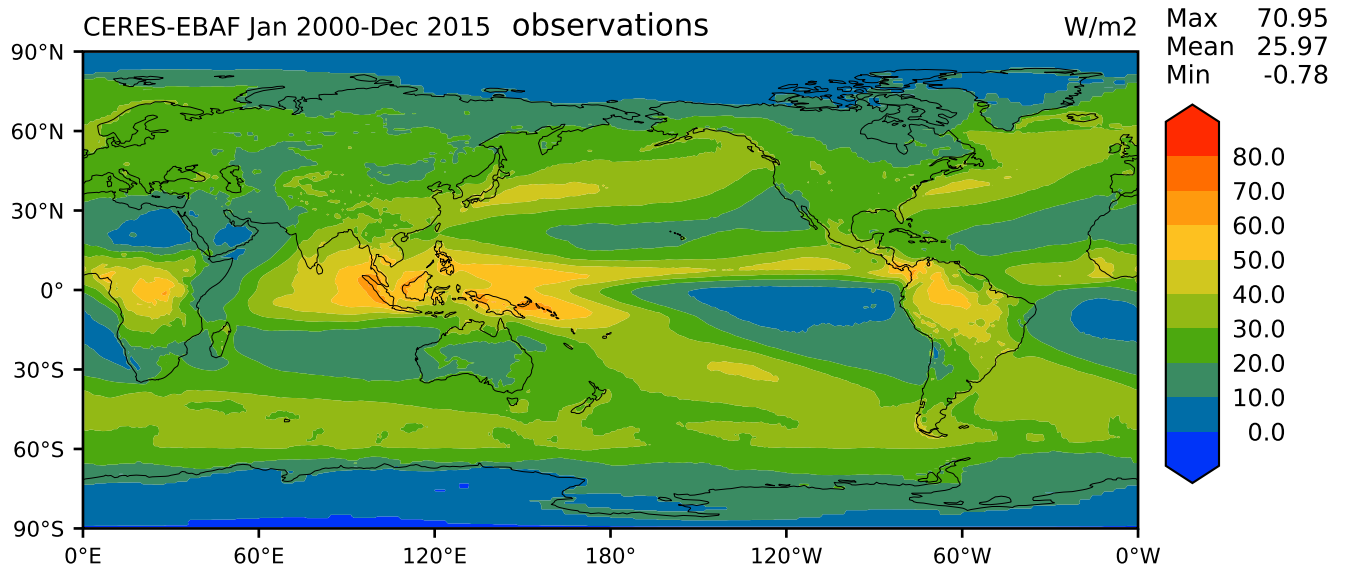 CERES-EBAF Jan 2000-Dec 2015 observations W/m2
Max 70.95
Mean 25.97
Min -0.78
90°N
60°N
30°N
0°
30°S
60°S
90°S
0°E 60°E 120°E 180° 120°W 60°W 0°W
80.0
70.0
60.0
50.0
40.0
30.0
20.0
10.0
0.0